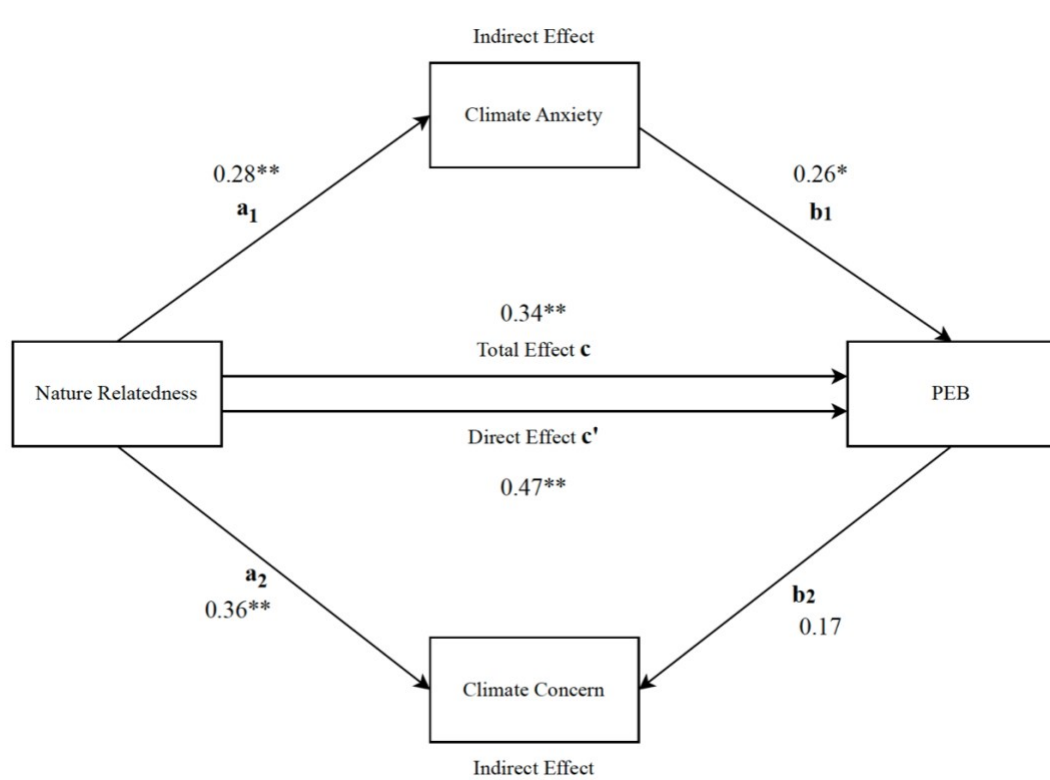 Indirect Effect
Climate Anxiety
0.28**
a1
0.26*
b1
0.34**
Total Effect c
Nature Relatedness
PEB
Direct Effect c'
0.47**
a2
0.36**
b2
0.17
Climate Concern
Indirect Effect